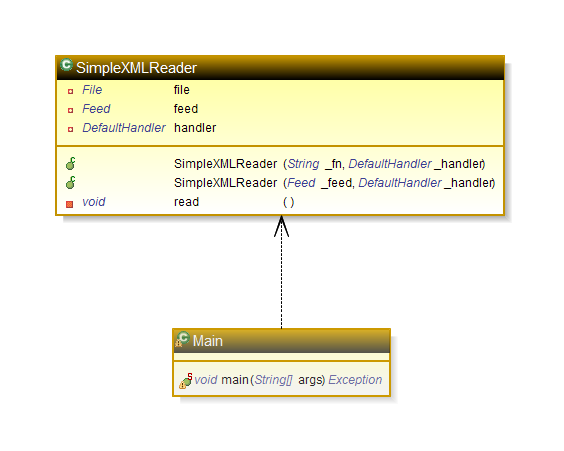 SimpleXMLReader
File file
Feed feed
DefaultHandler handler
SimpleXMLReader (String _fn, DefaultHandler _handler)
SimpleXMLReader (Feed _feed, DefaultHandler _handler)
void read ( )
Main
void main (String[] args) Exception